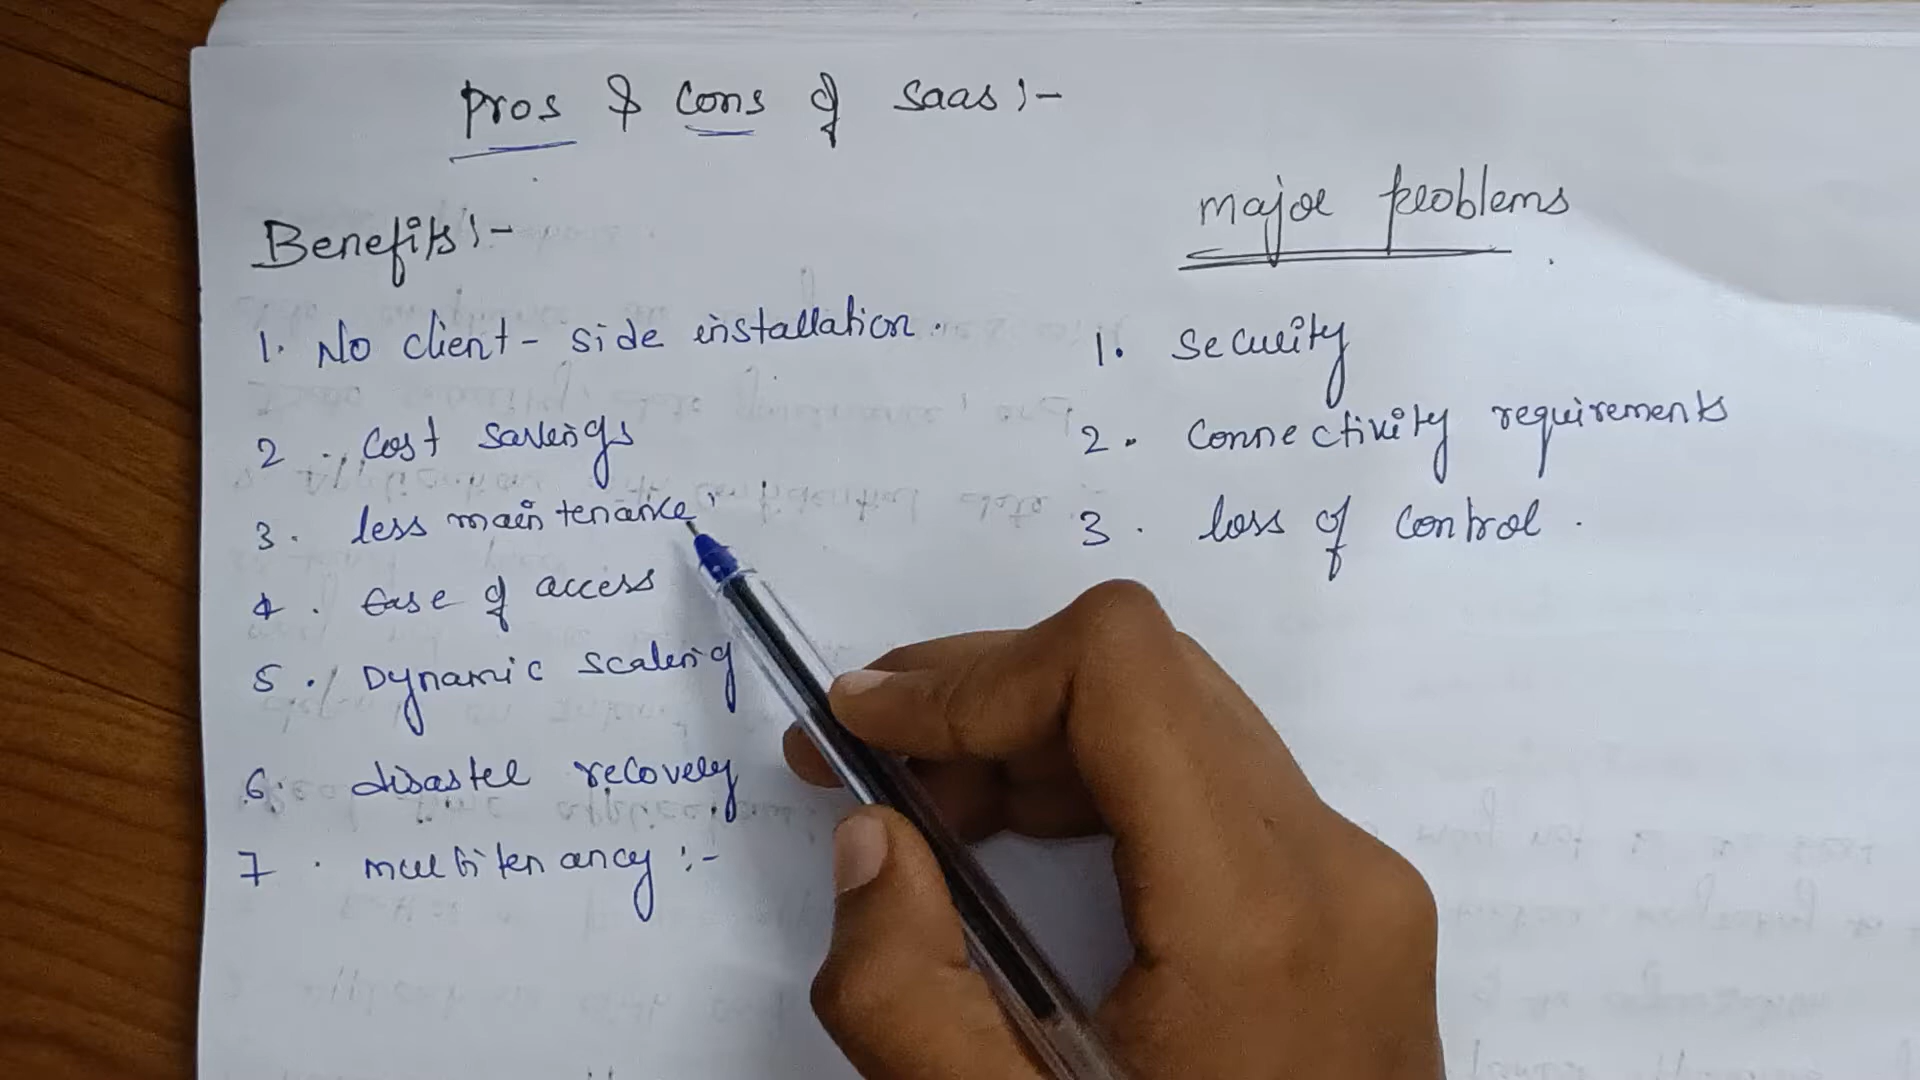 Pros & Cons of SaaS :-
Benefits :-
1. No client-side installation.
2. Cost savings
3. less maintenance
4. Ease of access
5. Dynamic scaling
6. disaster recovery
7. multitenancy :-
major problems
1. Security
2. Connectivity requirements
3. loss of control.